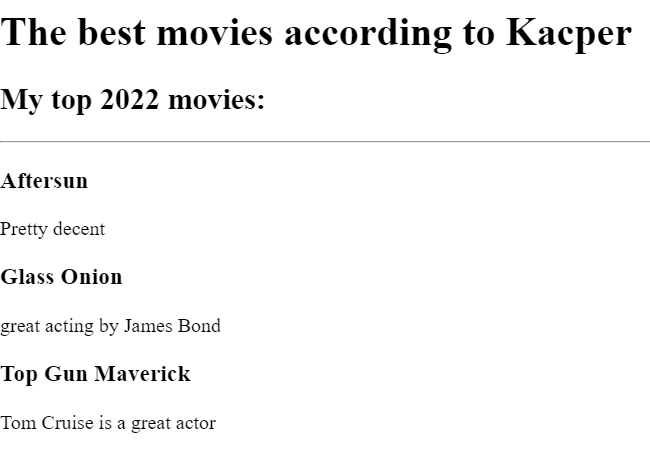 The best movies according to Kacper
My top 2022 movies:
Aftersun
Pretty decent
Glass Onion
great acting by James Bond
Top Gun Maverick
Tom Cruise is a great actor